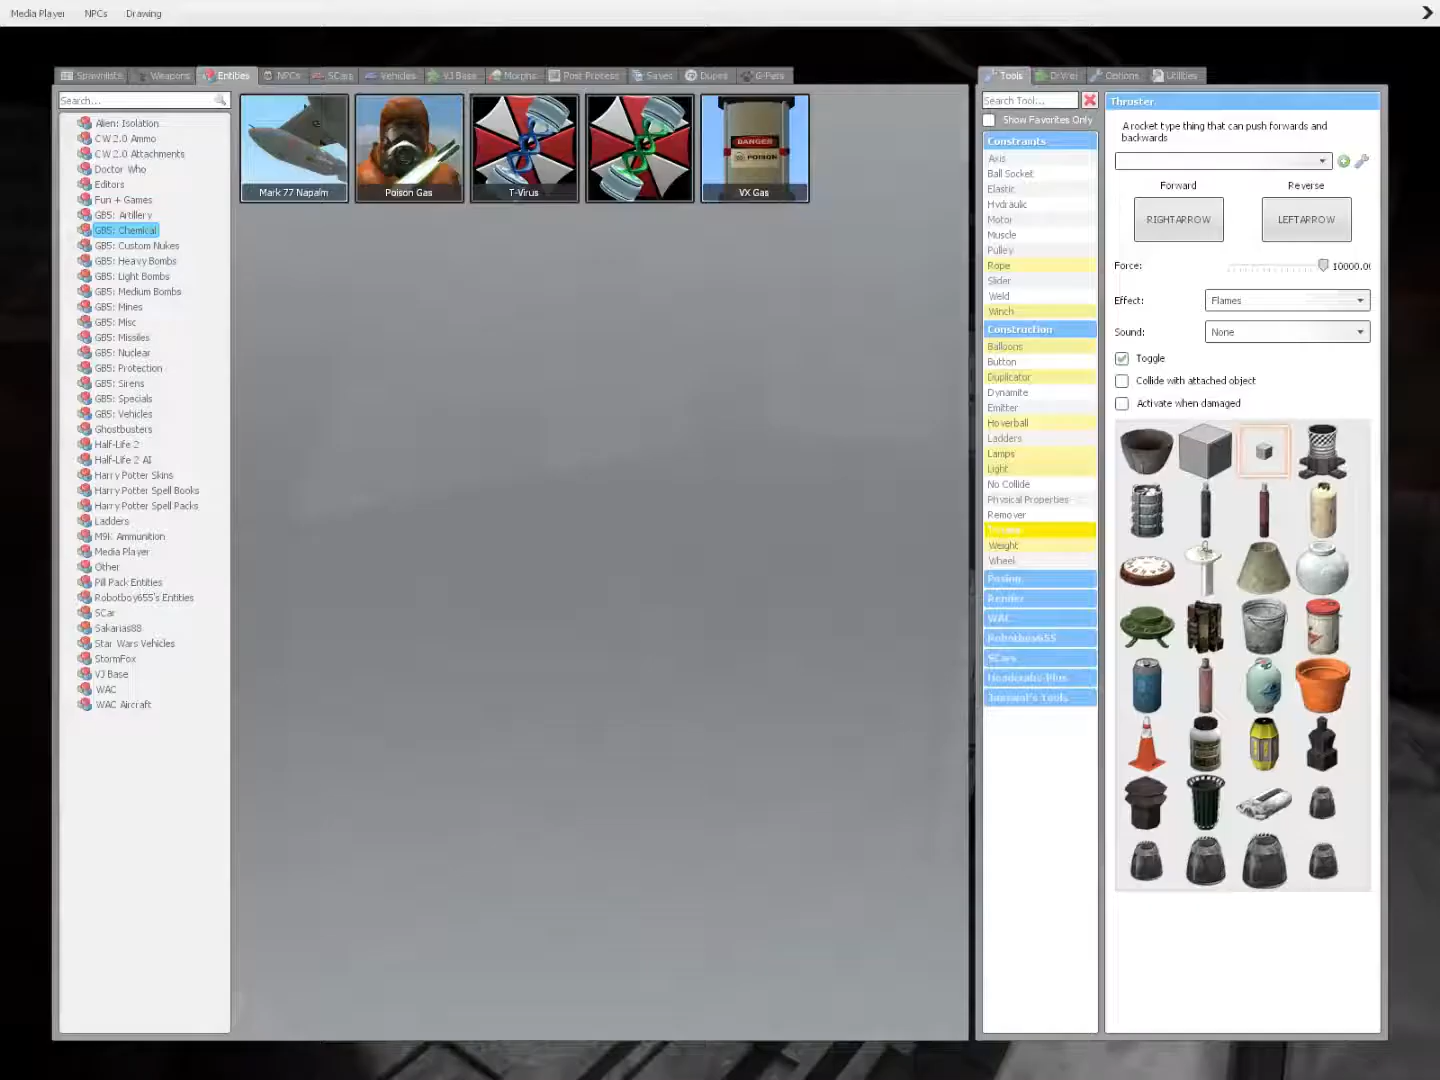 Media Player NPCs Drawing
Spawnlists Weapons Entities NPCs SCars Vehicles VJ Base Morphs Post Process Saves Dupes
Search...
Alien: Isolation
CW 2.0 Ammo
CW 2.0 Attachments
Doctor Who
Editors
Fun + Games
GB5: Artillery
GB5: Chemical
GB5: Custom Nukes
GB5: Heavy Bombs
GB5: Light Bombs
GB5: Medium Bombs
GB5: Mines
GB5: Misc
GB5: Missiles
GB5: Nuclear
GB5: Protection
GB5: Sirens
GB5: Specials
GB5: Vehicles
Ghostbusters
Half-Life 2
Half-Life 2 AI
Harry Potter Skins
Harry Potter Spell Books
Harry Potter Spell Packs
Ladders
M9K Ammunition
Media Player
Other
Pill Pack Entities
Robotboy655's Entities
SCar
Sakarias88
Star Wars Vehicles
StormFox
VJ Base
WAC
WAC Aircraft
DANGER
POISON
Mark 77 Napalm
Poison Gas
T-Virus
VX Gas
Tools Options Utilities
Search Tool...
Show Favorites Only
Constraints
Axis
Ball Socket
Elastic
Hydraulic
Motor
Muscle
Pulley
Rope
Slider
Weld
Winch
Construction
Balloons
Button
Duplicator
Dynamite
Emitter
Hoverball
Ladders
Lamps
Light
No Collide
Physical Properties
Remover
Thruster
Weight
Wheel
Posing
Render
WAC
Robotboy655
SCars
Headcrabs Plus
Thruster
A rocket type thing that can push forwards and
backwards
Forward Reverse
RIGHTARROW LEFTARROW
Force: 10000.00
Effect: Flames
Sound: None
Toggle
Collide with attached object
Activate when damaged